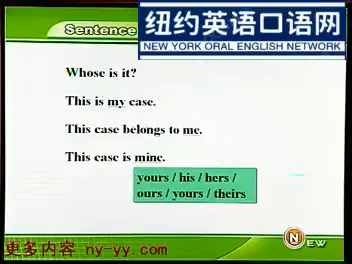 Sentence
纽约英语口语网
NEW YORK ORAL ENGLISH NETWORK
Whose is it?
This is my case.
This case belongs to me.
This case is mine.
yours / his / hers /
ours / yours / theirs
NEW
更多内容 ny-yy.com